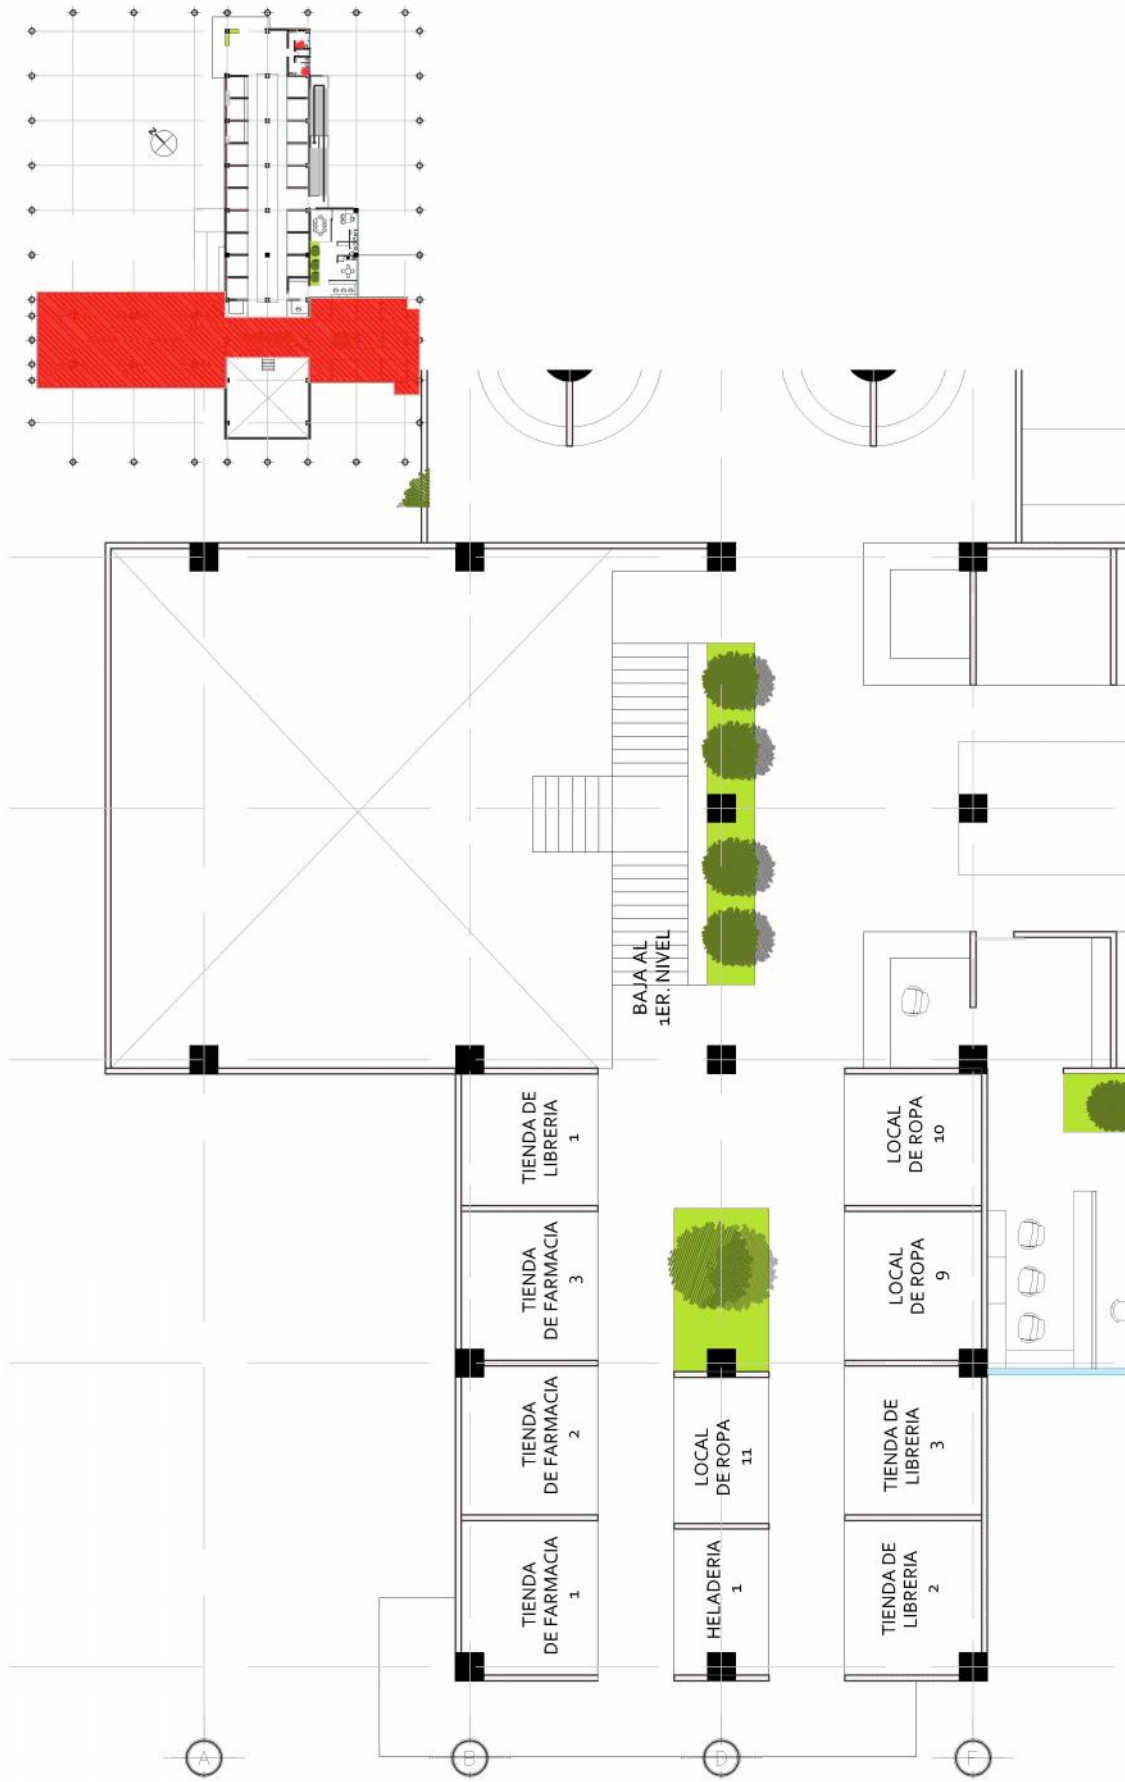 BAJA AL
1ER. NIVEL
TIENDA DE
LIBRERIA
1
LOCAL
DE ROPA
10
TIENDA
DE FARMACIA
3
LOCAL
DE ROPA
9
TIENDA
DE FARMACIA
2
LOCAL
DE ROPA
11
TIENDA DE
LIBRERIA
3
TIENDA
DE FARMACIA
1
HELADERIA
1
TIENDA DE
LIBRERIA
2
A
B
D
F